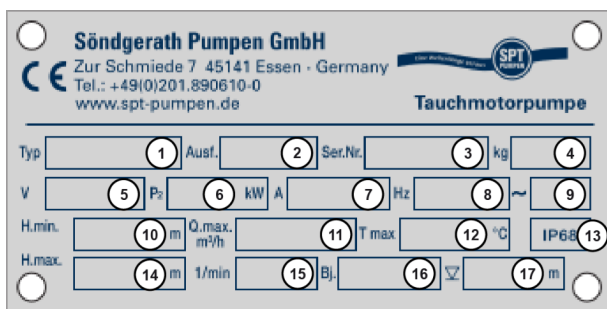 Söndgerath Pumpen GmbH
Zur Schmiede 7 45141 Essen - Germany
Tel.: +49(0)201.890610-0
www.spt-pumpen.de
SPT
PUMPEN
Tauchmotorpumpe
Typ 1 Ausf. 2 Ser.Nr. 3 kg 4
V 5 P2 6 kW A 7 Hz 8 ~ 9
H.min. 10 m Q.max. m³/h 11 T max 12 °C IP68 13
H.max. 14 m 1/min 15 Bj. 16 17 m